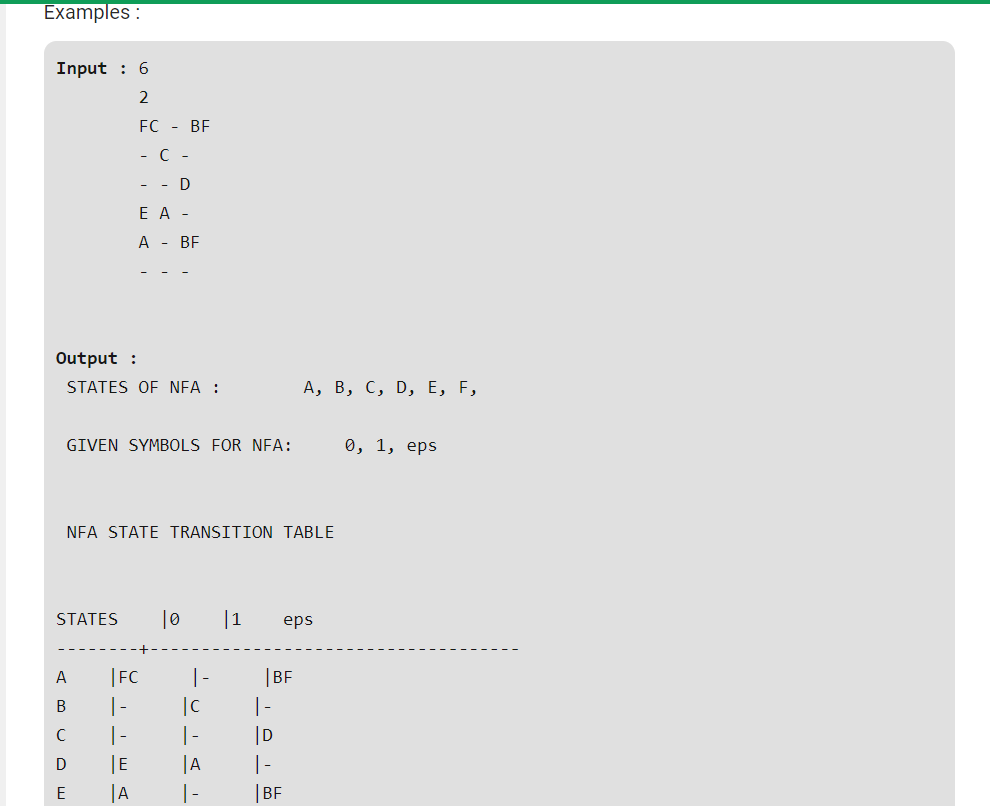 Examples :
Input : 6
2
FC - BF
- C -
- - D
E A -
A - BF
- - -
Output :
STATES OF NFA :        A, B, C, D, E, F,
GIVEN SYMBOLS FOR NFA:     0, 1, eps
NFA STATE TRANSITION TABLE
STATES    |0    |1    eps
--------+------------------------------------
A    |FC     |-     |BF
B    |-     |C     |-
C    |-     |-     |D
D    |E     |A     |-
E    |A     |-     |BF